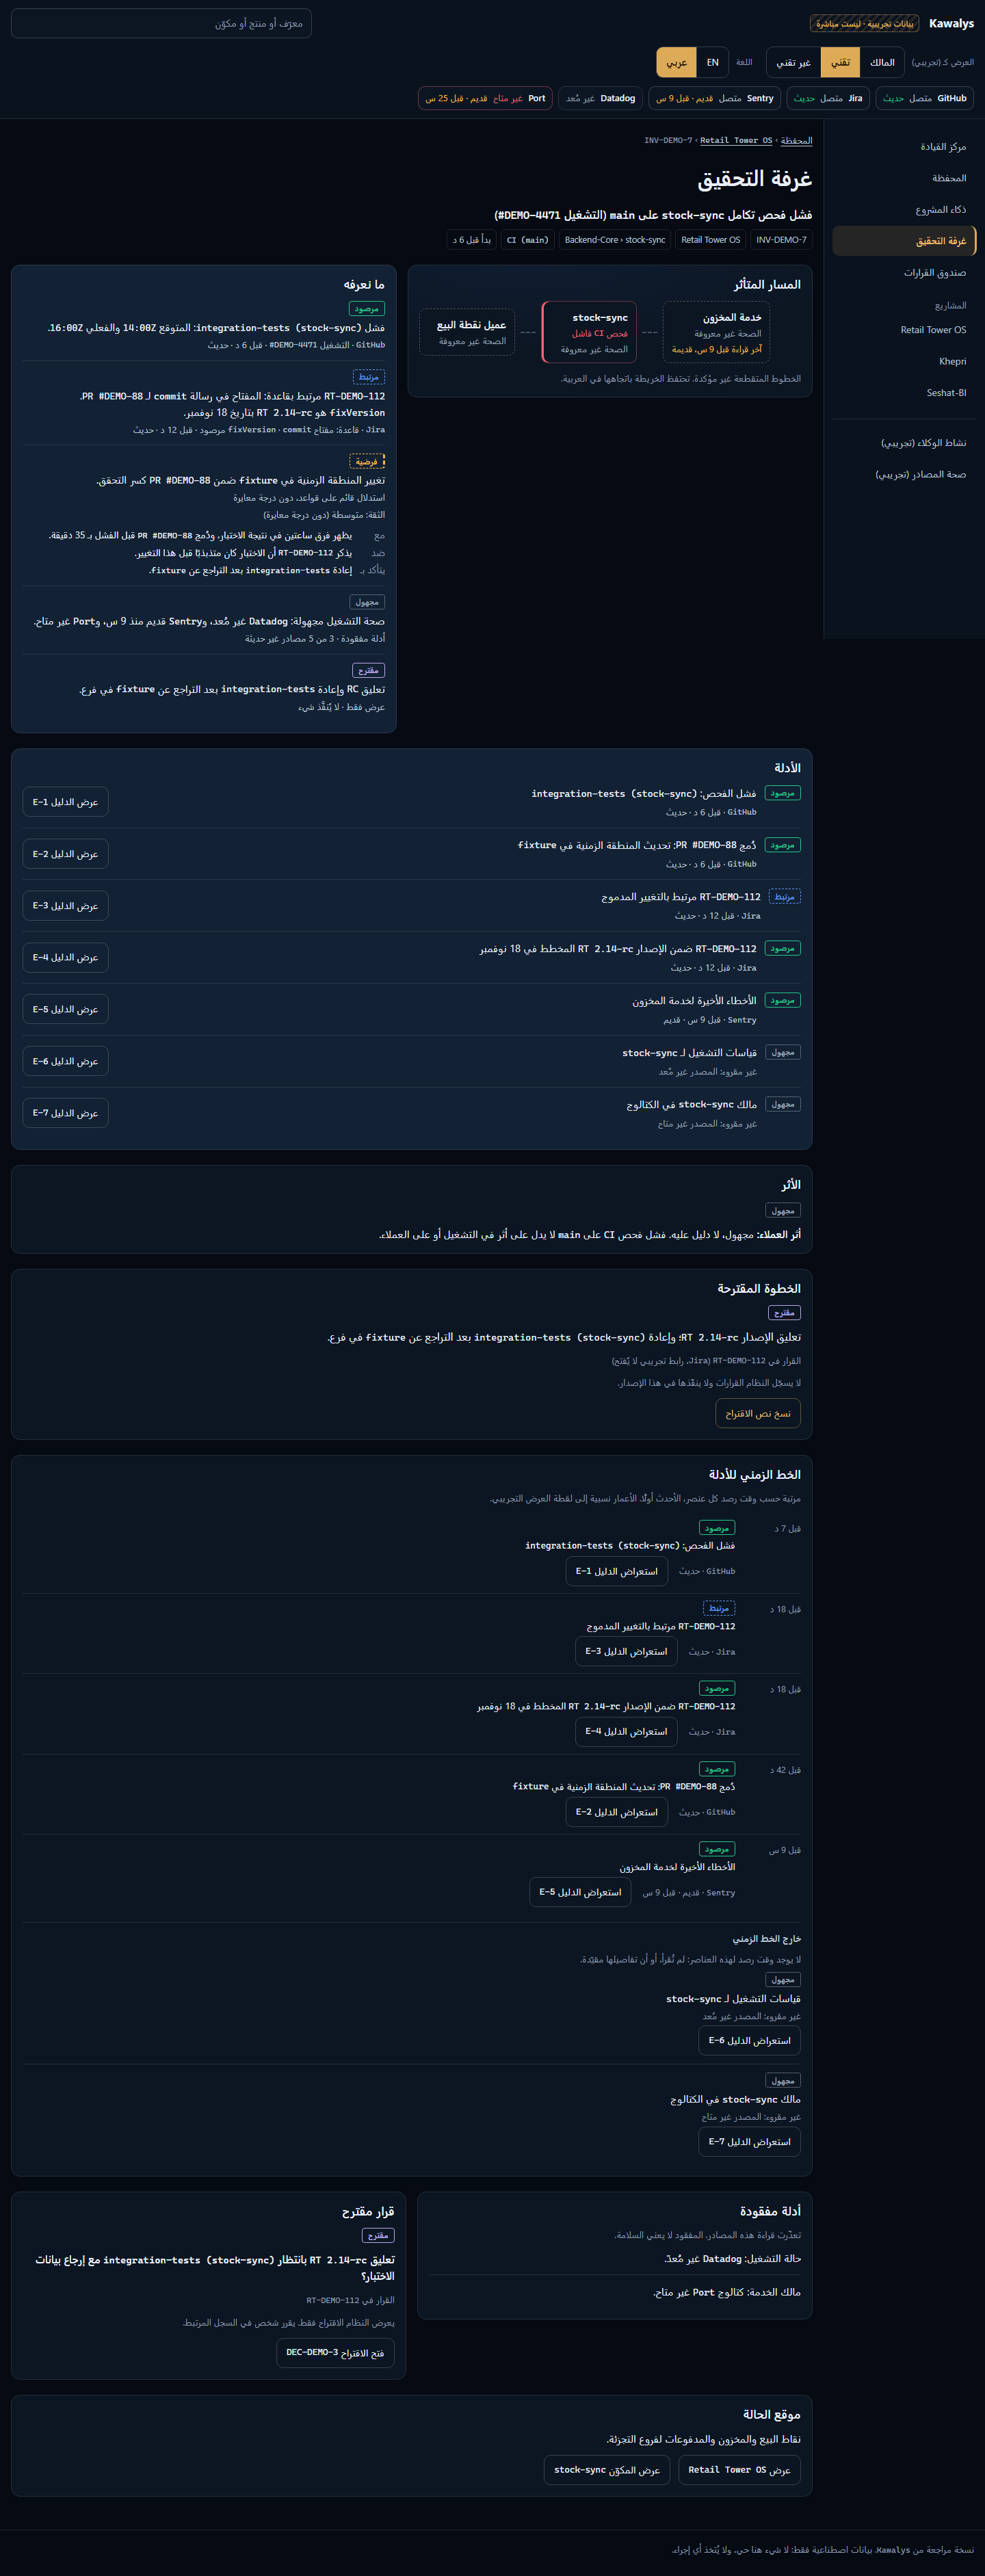 Kawalys
بيانات تجريبية · ليست مباشرة
معرّف أو منتج أو مكوّن
العرض كـ (تجريبي)
المالك
تقني
غير تقني
اللغة
EN
عربي
GitHub متصل حديث
Jira متصل حديث
Sentry متصل قديم · قبل 9 س
Datadog غير مُعد
Port غير متاح قديم · قبل 25 س
مركز القيادة
المحفظة
ذكاء المشروع
غرفة التحقيق
صندوق القرارات
المشاريع
Retail Tower OS
Khepri
Seshat-BI
نشاط الوكلاء (تجريبي)
صحة المصادر (تجريبي)
المحفظة › Retail Tower OS › INV-DEMO-7
غرفة التحقيق
فشل فحص تكامل stock-sync على main (التشغيل #DEMO-4471)
INV-DEMO-7
Retail Tower OS
Backend-Core › stock-sync
CI (main)
بدأ قبل 6 د
المسار المتأثر
خدمة المخزون
الصحة غير معروفة
آخر قراءة قبل 9 س، قديمة
stock-sync
فحص CI فاشل
الصحة غير معروفة
عميل نقطة البيع
الصحة غير معروفة
الخطوط المتقطعة غير مؤكدة. تحتفظ الخريطة باتجاهها في العربية.
ما نعرفه
مرصود
فشل integration-tests (stock-sync): المتوقع 14:00Z والفعلي 16:00Z.
GitHub · التشغيل #DEMO-4471 · قبل 6 د · حديث
مرتبط
RT-DEMO-112 مرتبط بقاعدة: المفتاح في رسالة commit لـ PR #DEMO-88.
fixVersion هو RT 2.14-rc بتاريخ 18 نوفمبر.
Jira · قاعدة: مفتاح commit · fixVersion مرصود · قبل 12 د · حديث
فرضية
تغيير المنطقة الزمنية في fixture ضمن PR #DEMO-88 كسر التحقق.
استدلال قائم على قواعد، دون درجة معايرة
الثقة: متوسطة (دون درجة معايرة)
مع يظهر فرق ساعتين في نتيجة الاختبار، ودُمج PR #DEMO-88 قبل الفشل بـ 35 دقيقة.
ضد يذكر RT-DEMO-112 أن الاختبار كان متذبذبًا قبل هذا التغيير.
يتأكد بـ إعادة integration-tests بعد التراجع عن fixture.
مجهول
صحة التشغيل مجهولة: Datadog غير مُعد، وSentry قديم منذ 9 س، وPort غير متاح.
أدلة مفقودة · 3 من 5 مصادر غير حديثة
مقترح
تعليق RC وإعادة integration-tests بعد التراجع عن fixture في فرع.
عرض فقط · لا يُنفَّذ شيء
الأدلة
مرصود
فشل الفحص: integration-tests (stock-sync)
GitHub · قبل 6 د · حديث
عرض الدليل E-1
مرصود
دُمج PR #DEMO-88: تحديث المنطقة الزمنية في fixture
GitHub · قبل 6 د · حديث
عرض الدليل E-2
مرتبط
RT-DEMO-112 مرتبط بالتغيير المدموج
Jira · قبل 12 د · حديث
عرض الدليل E-3
مرصود
RT-DEMO-112 ضمن الإصدار RT 2.14-rc المخطط في 18 نوفمبر
Jira · قبل 12 د · حديث
عرض الدليل E-4
مرصود
الأخطاء الأخيرة لخدمة المخزون
Sentry · قبل 9 س · قديم
عرض الدليل E-5
مجهول
قياسات التشغيل لـ stock-sync
غير مقروء: المصدر غير مُعد
عرض الدليل E-6
مجهول
مالك stock-sync في الكتالوج
غير مقروء: المصدر غير متاح
عرض الدليل E-7
الأثر
مجهول
أثر العملاء: مجهول، لا دليل عليه. فشل فحص CI على main لا يدل على أثر في التشغيل أو على العملاء.
الخطوة المقترحة
مقترح
تعليق الإصدار RT 2.14-rc؛ وإعادة integration-tests (stock-sync) بعد التراجع عن fixture في فرع.
القرار في RT-DEMO-112 (Jira، رابط تجريبي لا يُفتح)
لا يسجّل النظام القرارات ولا ينفّذها في هذا الإصدار.
نسخ نص الاقتراح
الخط الزمني للأدلة
مرتبة حسب وقت رصد كل عنصر، الأحدث أولًا. الأعمار نسبية إلى لقطة العرض التجريبي.
قبل 7 د
مرصود
فشل الفحص: integration-tests (stock-sync)
GitHub · حديث
استعراض الدليل E-1
قبل 18 د
مرتبط
RT-DEMO-112 مرتبط بالتغيير المدموج
Jira · حديث
استعراض الدليل E-3
قبل 18 د
مرصود
RT-DEMO-112 ضمن الإصدار RT 2.14-rc المخطط في 18 نوفمبر
Jira · حديث
استعراض الدليل E-4
قبل 42 د
مرصود
دُمج PR #DEMO-88: تحديث المنطقة الزمنية في fixture
GitHub · حديث
استعراض الدليل E-2
قبل 9 س
مرصود
الأخطاء الأخيرة لخدمة المخزون
Sentry · قديم · قبل 9 س
استعراض الدليل E-5
خارج الخط الزمني
لا يوجد وقت رصد لهذه العناصر: لم تُقرأ، أو أن تفاصيلها مقيّدة.
مجهول
قياسات التشغيل لـ stock-sync
غير مقروء: المصدر غير مُعد
استعراض الدليل E-6
مجهول
مالك stock-sync في الكتالوج
غير مقروء: المصدر غير متاح
استعراض الدليل E-7
أدلة مفقودة
تعذّرت قراءة هذه المصادر. المفقود لا يعني السلامة.
حالة التشغيل: Datadog غير مُعدّ.
مالك الخدمة: كتالوج Port غير متاح.
قرار مقترح
مقترح
تعليق RT 2.14-rc بانتظار integration-tests (stock-sync) مع إرجاع بيانات
الاختبار؟
القرار في RT-DEMO-112
يعرض النظام الاقتراح فقط. يقرر شخص في السجل المرتبط.
فتح الاقتراح DEC-DEMO-3
موقع الحالة
نقاط البيع والمخزون والمدفوعات لفروع التجزئة.
عرض Retail Tower OS
عرض المكوّن stock-sync
نسخة مراجعة من Kawalys. بيانات اصطناعية فقط: لا شيء هنا حي، ولا يُتخذ أي إجراء.